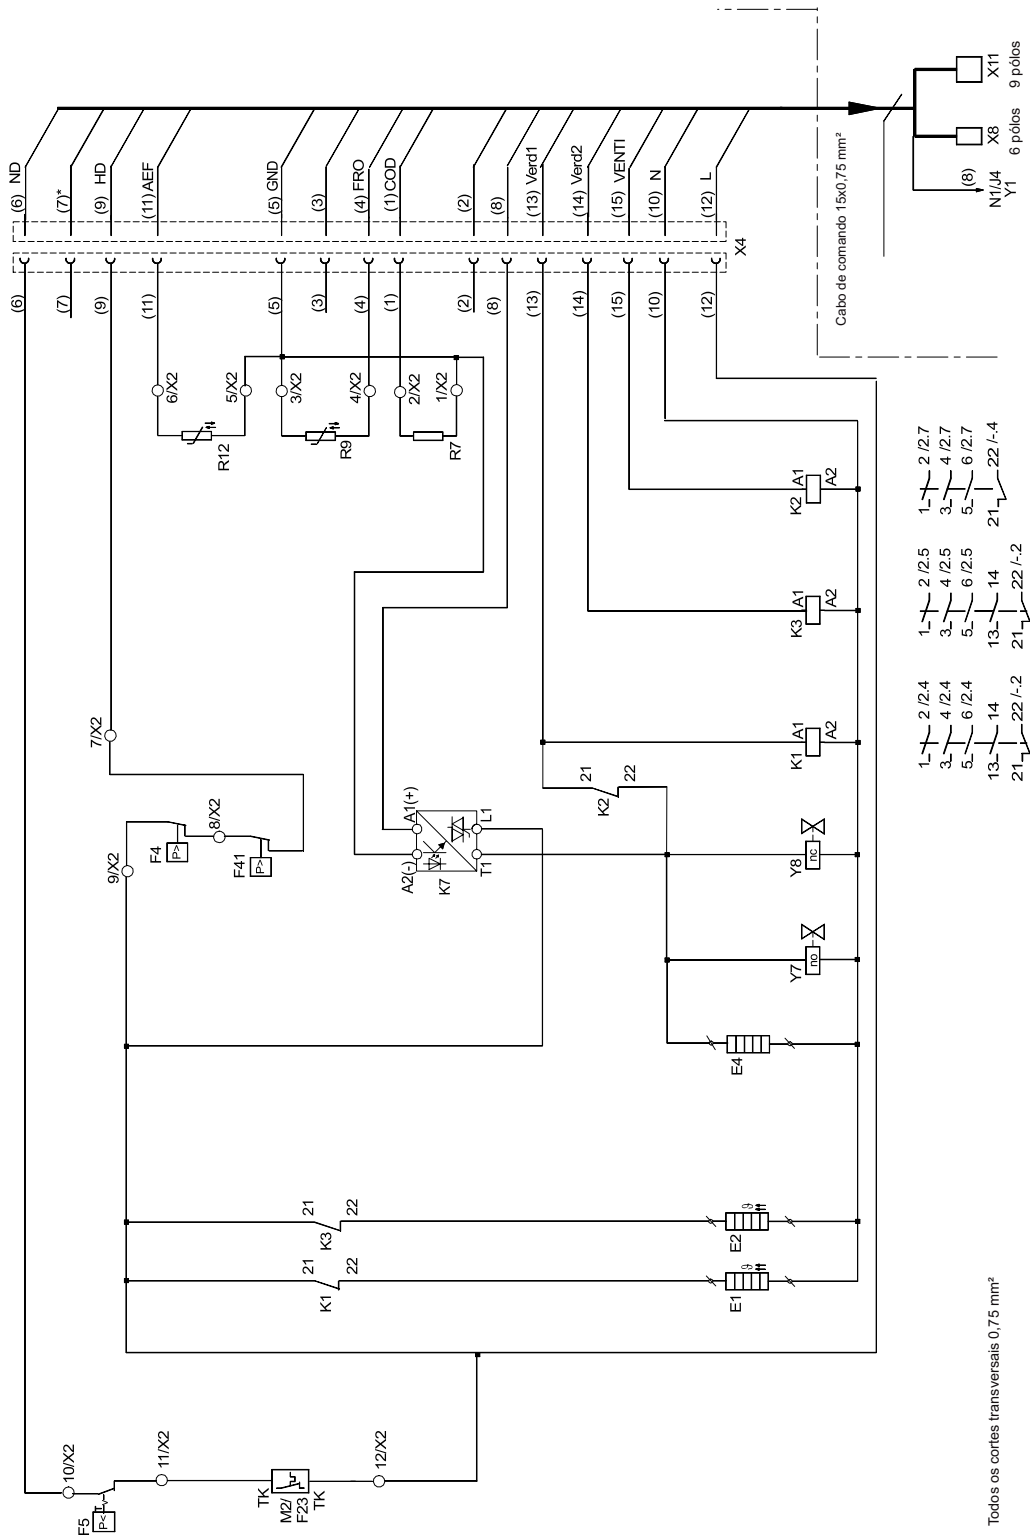 (6) ND
(7)*
(9) HD
(11) AEF
(5) GND
(3)
(4) FRO
(1) COD
(2)
(8)
(13) Verd1
(14) Verd2
(15) VENTI
(10) N
(12) L
X4
(6)
(7)
(9)
(11)
(5)
(3)
(4)
(1)
(2)
(8)
(13)
(14)
(15)
(10)
(12)
Cabo de comando 15x0,75 mm²
(8)
N1/J4
Y1
X8
6 pólos
X11
9 pólos
6/X2
5/X2
3/X2
4/X2
2/X2
1/X2
R12
R9
R7
7/X2
9/X2
F4
P>
8/X2
F41
P>
A2(-)
A1(+)
K7
T1
L1
K2
21
22
K1
A1
A2
K3
A1
A2
K2
A1
A2
Y8
nc
Y7
no
E4
K3
21
22
E2
ϑ
K1
21
22
E1
ϑ
10/X2
F5
P<
11/X2
TK
M2/
F23
TK
12/X2
1 2 /2.4
3 4 /2.4
5 6 /2.4
13 14
21 22 /-.2
1 2 /2.5
3 4 /2.5
5 6 /2.5
13 14
21 22 /-.2
1 2 /2.7
3 4 /2.7
5 6 /2.7
21 22 /-.4
Todos os cortes transversais 0,75 mm²